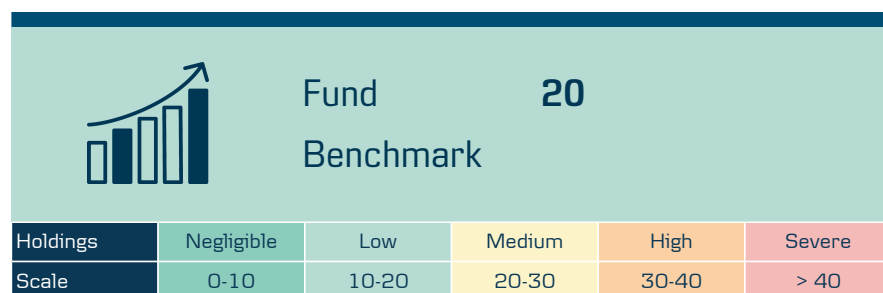 Fund 20
Benchmark
Holdings Negligible Low Medium High Severe
Scale 0-10 10-20 20-30 30-40 > 40